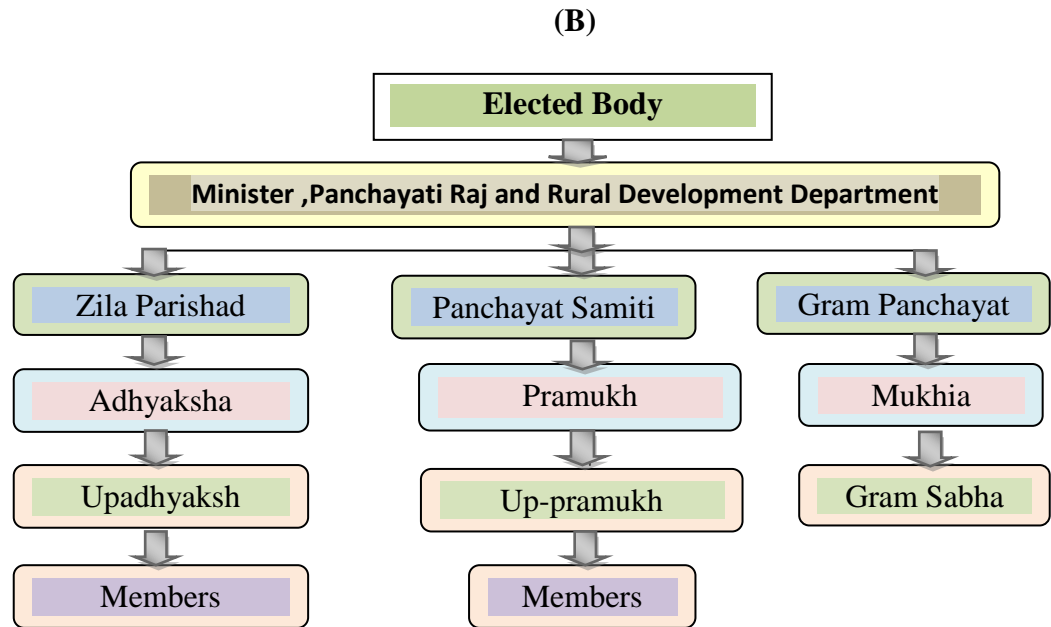 (B)
Elected Body
Minister ,Panchayati Raj and Rural Development Department
Zila Parishad
Panchayat Samiti
Gram Panchayat
Adhyaksha
Pramukh
Mukhia
Upadhyaksh
Up-pramukh
Gram Sabha
Members
Members